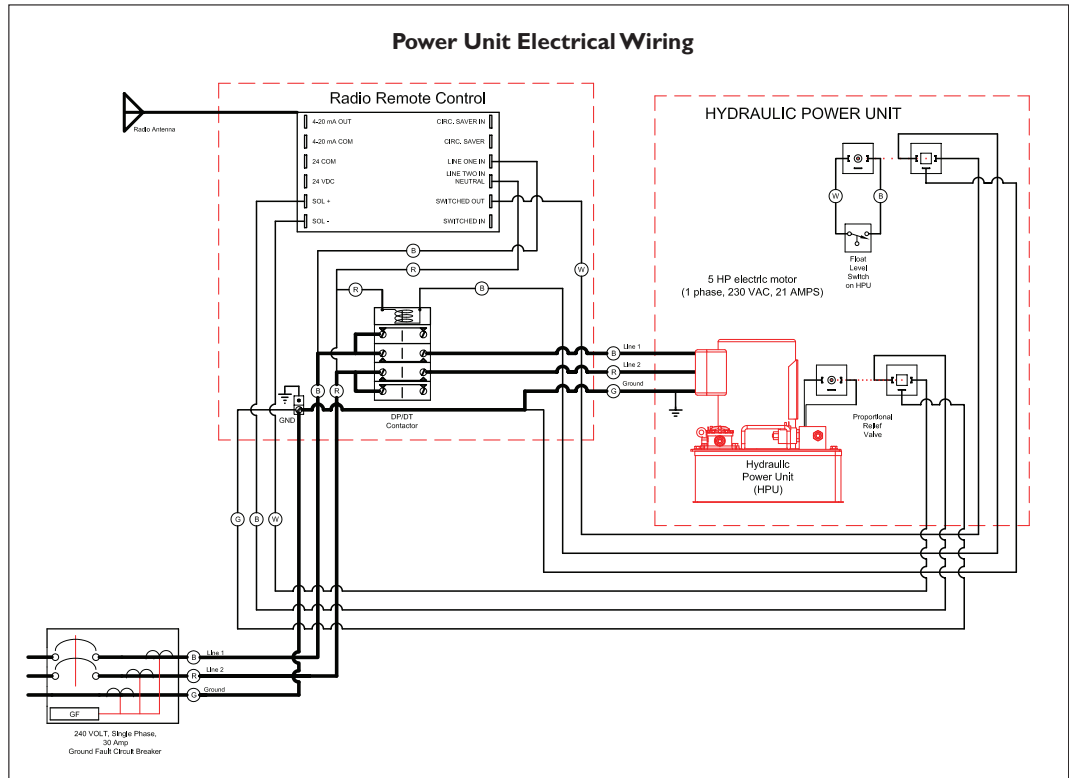 Power Unit Electrical Wiring
Radio Remote Control
Radio Antenna
4-20 mA OUT
4-20 mA COM
24 COM
24 VDC
SOL +
SOL -
CIRC. SAVER IN
CIRC. SAVER
LINE ONE IN
LINE TWO IN
NEUTRAL
SWITCHED OUT
SWITCHED IN
B
R
R
B
W
B
R
GND
DP/DT
Contactor
B
Line 1
R
Line 2
G
Ground
HYDRAULIC POWER UNIT
W
B
Float
Level
Switch
on HPU
5 HP electric motor
(1 phase, 230 VAC, 21 AMPS)
Proportional
Relief
Valve
Hydraulic
Power Unit
(HPU)
G
B
W
B
Line 1
R
Line 2
G
Ground
GF
240 VOLT, Single Phase,
30 Amp
Ground Fault Circuit Breaker